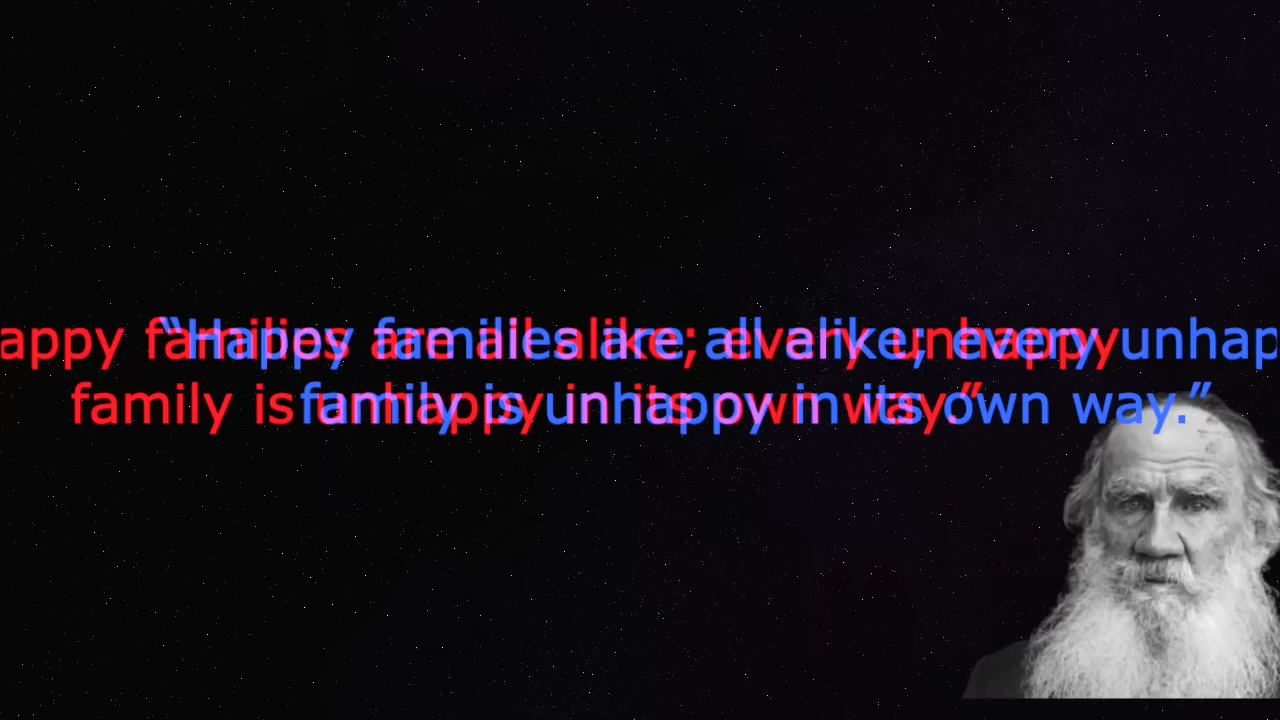 “Happy families are all alike; every unhappy
family is unhappy in its own way.”